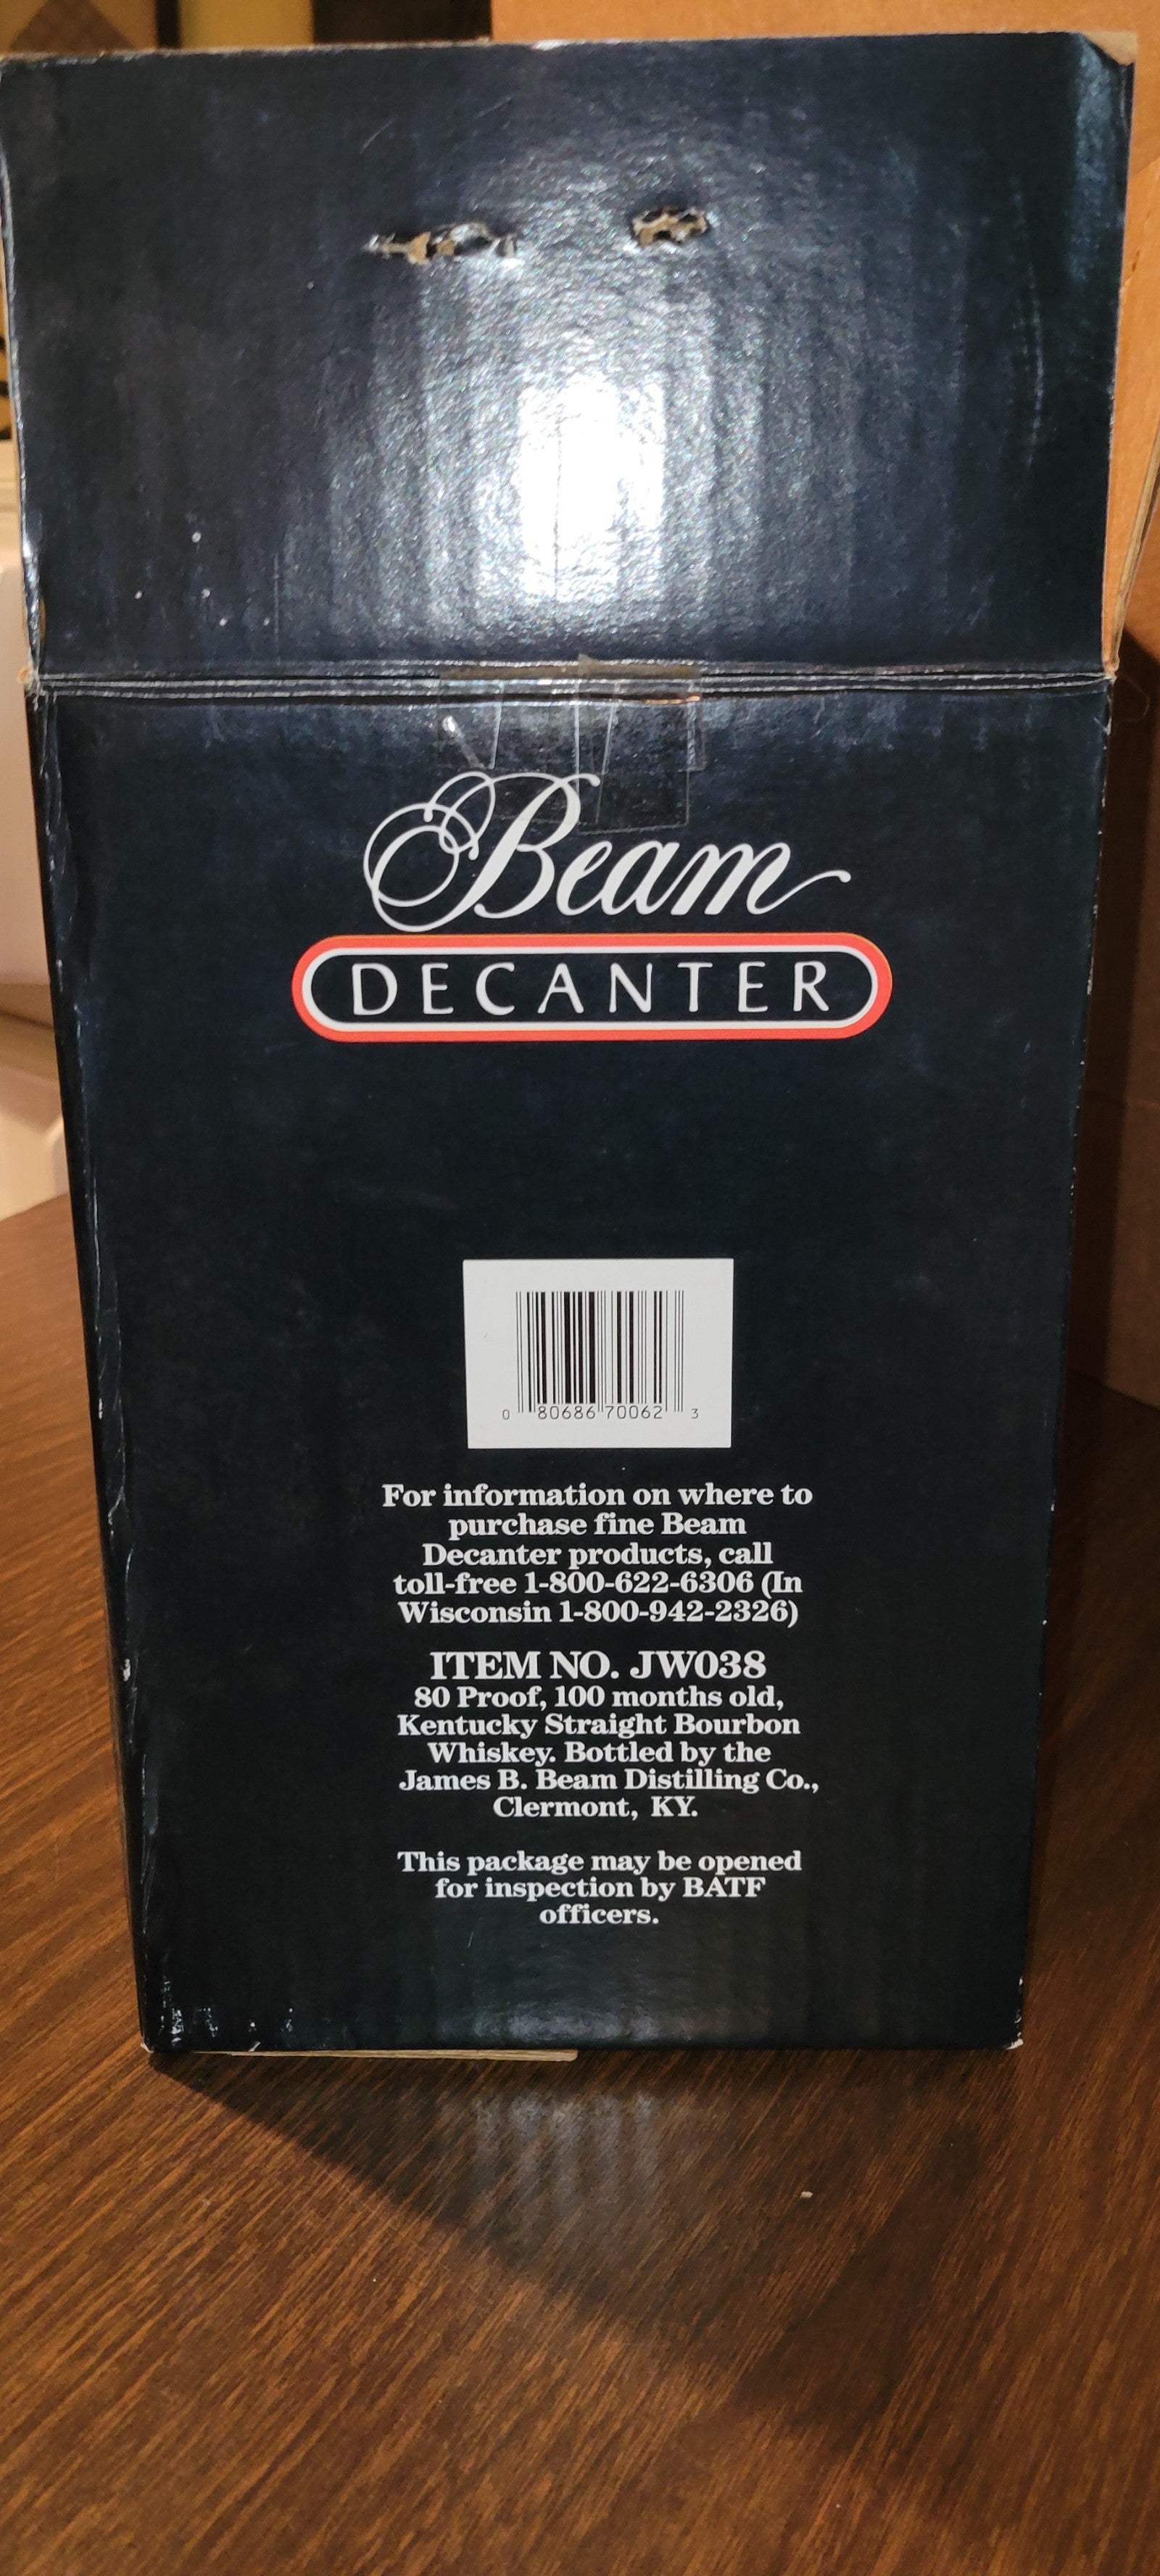 Beam
DECANTER
0 80686 70062 3
For information on where to
purchase fine Beam
Decanter products, call
toll-free 1-800-622-6306 (In
Wisconsin 1-800-942-2326)
ITEM NO. JW038
80 Proof, 100 months old,
Kentucky Straight Bourbon
Whiskey. Bottled by the
James B. Beam Distilling Co.,
Clermont, KY.
This package may be opened
for inspection by BATF
officers.